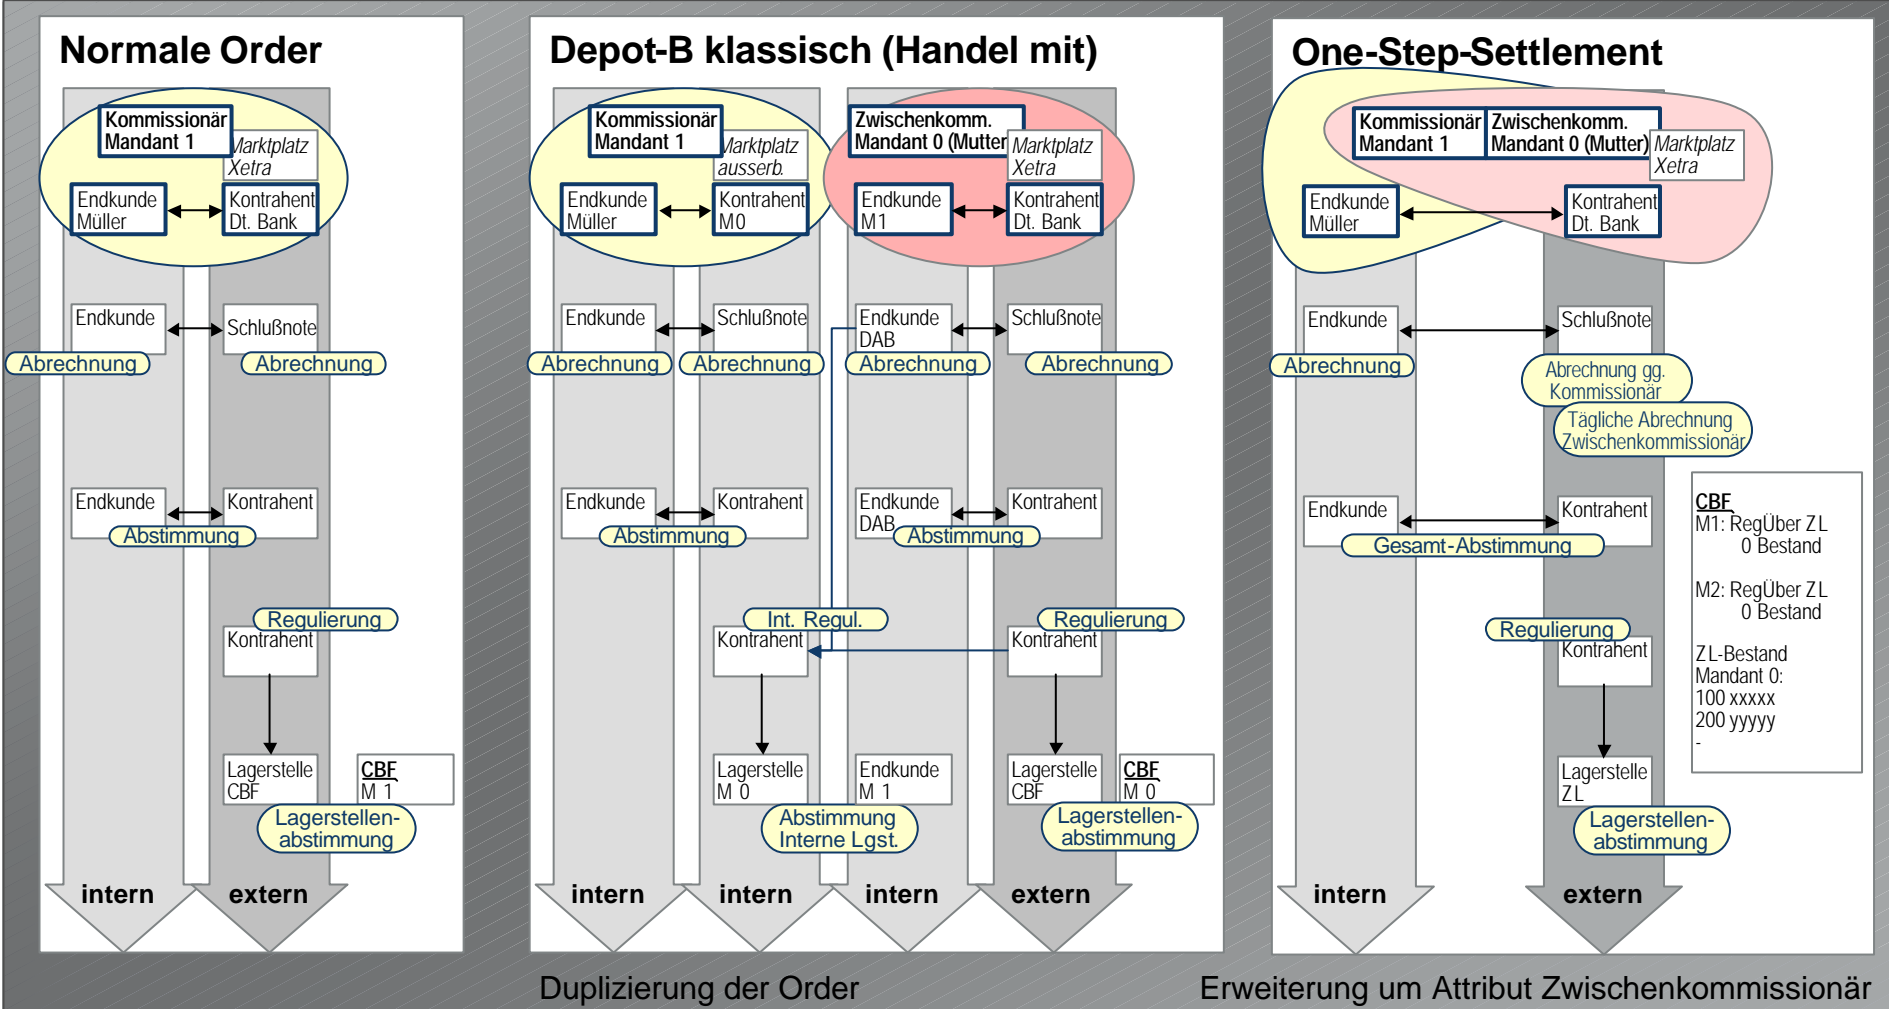 Normale Order
Kommissionär
Mandant 1
Marktplatz
Xetra
Endkunde
Müller
Kontrahent
Dt. Bank
Endkunde
Schlußnote
Abrechnung
Abrechnung
Endkunde
Kontrahent
Abstimmung
Regulierung
Kontrahent
Lagerstelle
CBF
CBF
M 1
Lagerstellen-
abstimmung
intern
extern
Depot-B klassisch (Handel mit)
Kommissionär
Mandant 1
Marktplatz
ausserb.
Endkunde
Müller
Kontrahent
M0
Zwischenkomm.
Mandant 0 (Mutter
Marktplatz
Xetra
Endkunde
M1
Kontrahent
Dt. Bank
Endkunde
Schlußnote
Endkunde
DAB
Schlußnote
Abrechnung
Abrechnung
Abrechnung
Abrechnung
Endkunde
Kontrahent
Endkunde
DAB
Kontrahent
Abstimmung
Abstimmung
Int. Regul.
Regulierung
Kontrahent
Kontrahent
Lagerstelle
M 0
Endkunde
M 1
Lagerstelle
CBF
CBF
M 0
Abstimmung
Interne Lgst.
Lagerstellen-
abstimmung
intern
intern
intern
extern
Duplizierung der Order
One-Step-Settlement
Kommissionär
Mandant 1
Zwischenkomm.
Mandant 0 (Mutter)
Marktplatz
Xetra
Endkunde
Müller
Kontrahent
Dt. Bank
Endkunde
Schlußnote
Abrechnung
Abrechnung gg.
Kommissionär
Tägliche Abrechnung
Zwischenkommissionär
Endkunde
Kontrahent
Gesamt-Abstimmung
Regulierung
Kontrahent
Lagerstelle
ZL
Lagerstellen-
abstimmung
CBF
M1: RegÜber ZL
0 Bestand
M2: RegÜber ZL
0 Bestand
ZL-Bestand
Mandant 0:
100 xxxxx
200 yyyyy
-
intern
extern
Erweiterung um Attribut Zwischenkommissionär